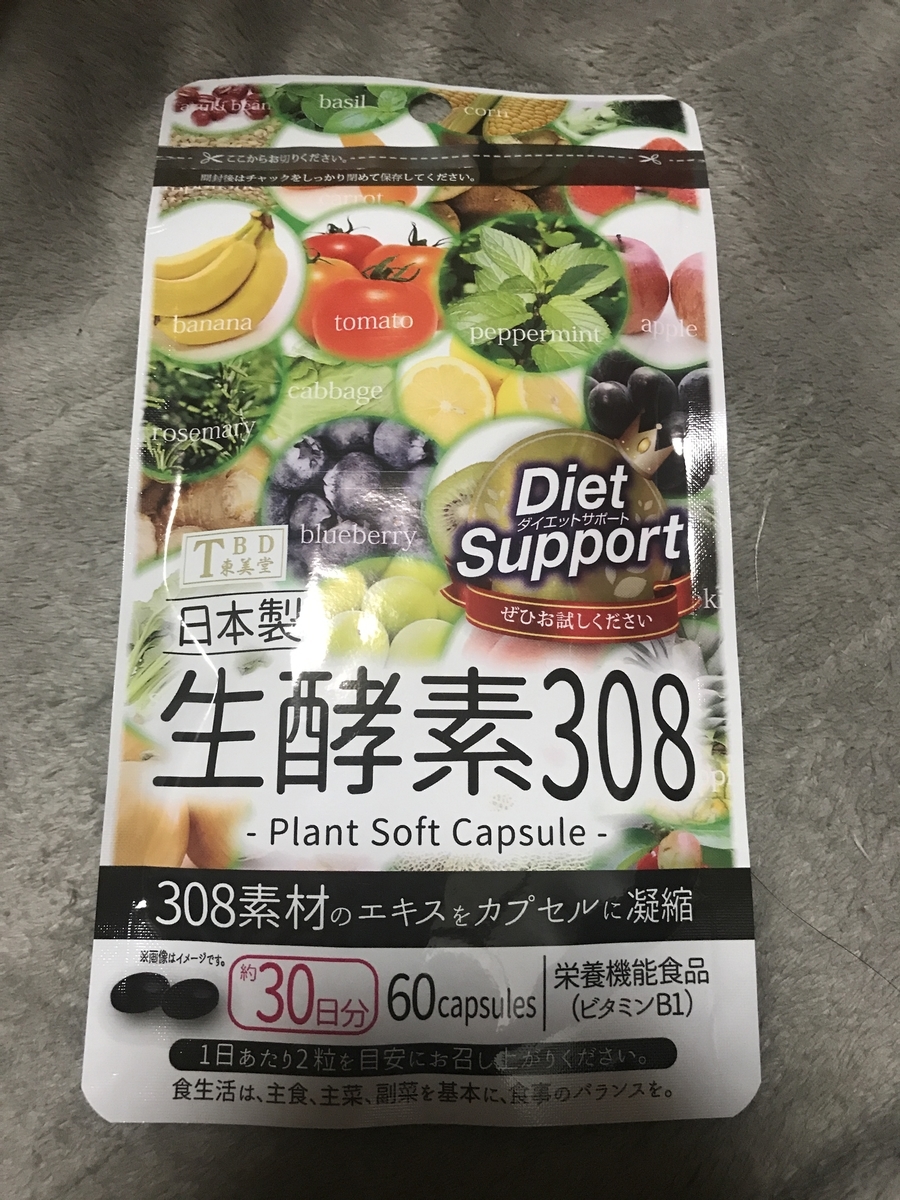 azuki bean
basil
corn
ここからお切りください。
開封後はチャックをしっかり閉めて保存してください。
carrot
banana
tomato
peppermint
apple
rosemary
cabbage
blueberry
Diet
ダイエットサポート
Support
ぜひお試しください
TBD
東美堂
日本製
生酵素308
- Plant Soft Capsule -
308素材のエキスをカプセルに凝縮
※画像はイメージです。
約30日分
60capsules
栄養機能食品
(ビタミンB1)
1日あたり2粒を目安にお召し上がりください。
食生活は、主食、主菜、副菜を基本に、食事のバランスを。